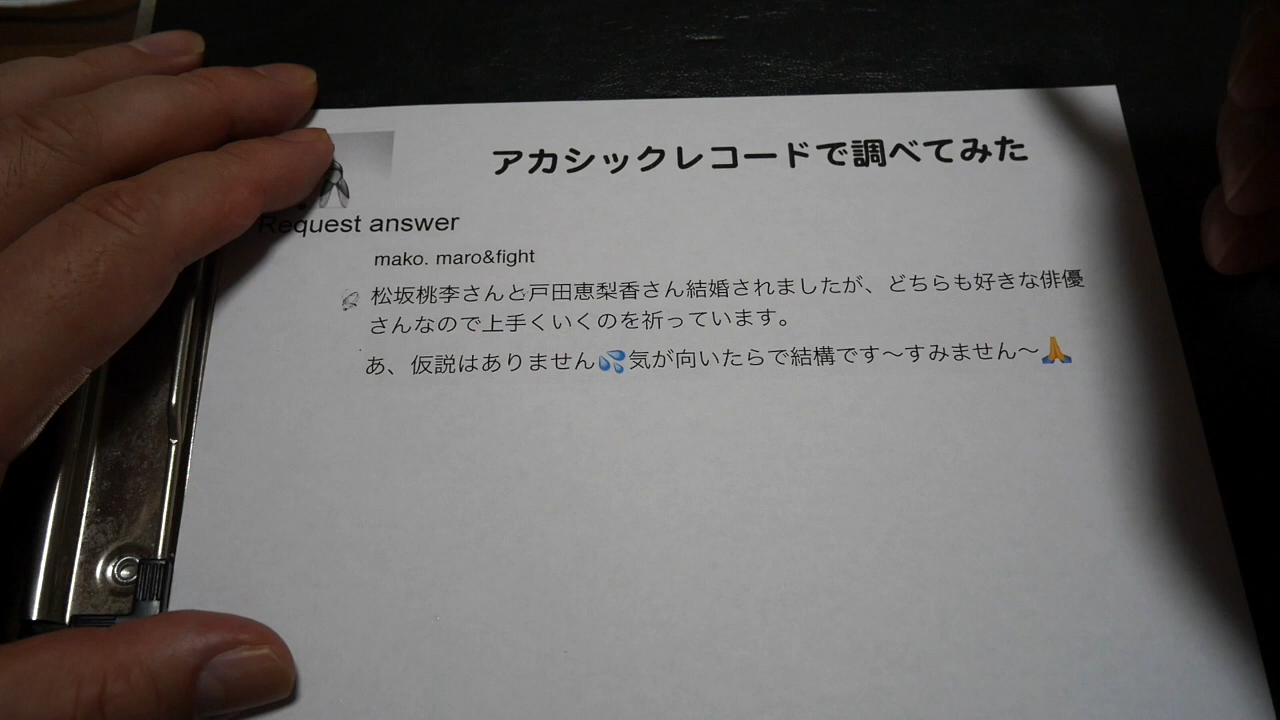 アカシックレコードで調べてみた
Request answer
mako. maro&fight
松坂桃李さんと戸田恵梨香さん結婚されましたが、どちらも好きな俳優
さんなので上手くいくのを祈っています。
あ、仮説はありません💦気が向いたらで結構です〜すみません〜🙏